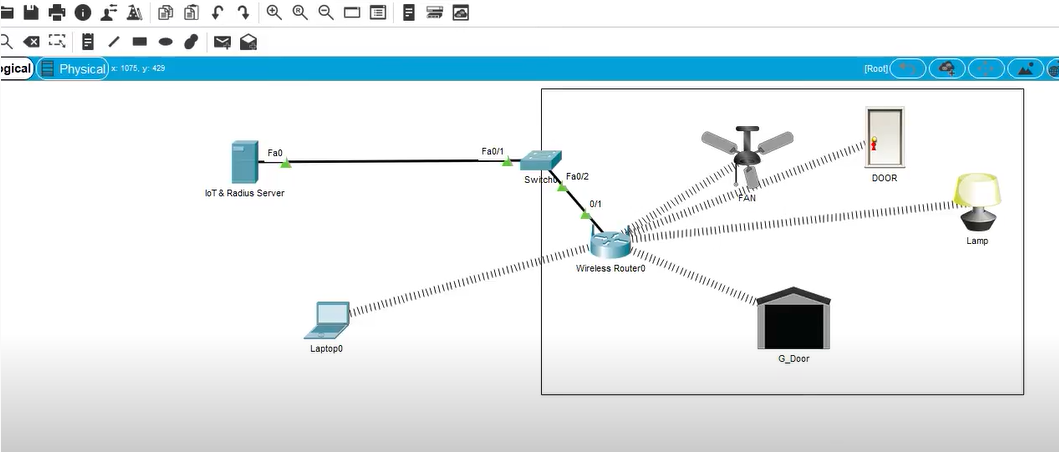 ogical
Physical
x: 1075, y: 429
[Root]
Fa0
Fa0/1
IoT & Radius Server
Switch0
Fa0/2
0/1
FAN
DOOR
Lamp
Wireless Router0
Laptop0
G_Door